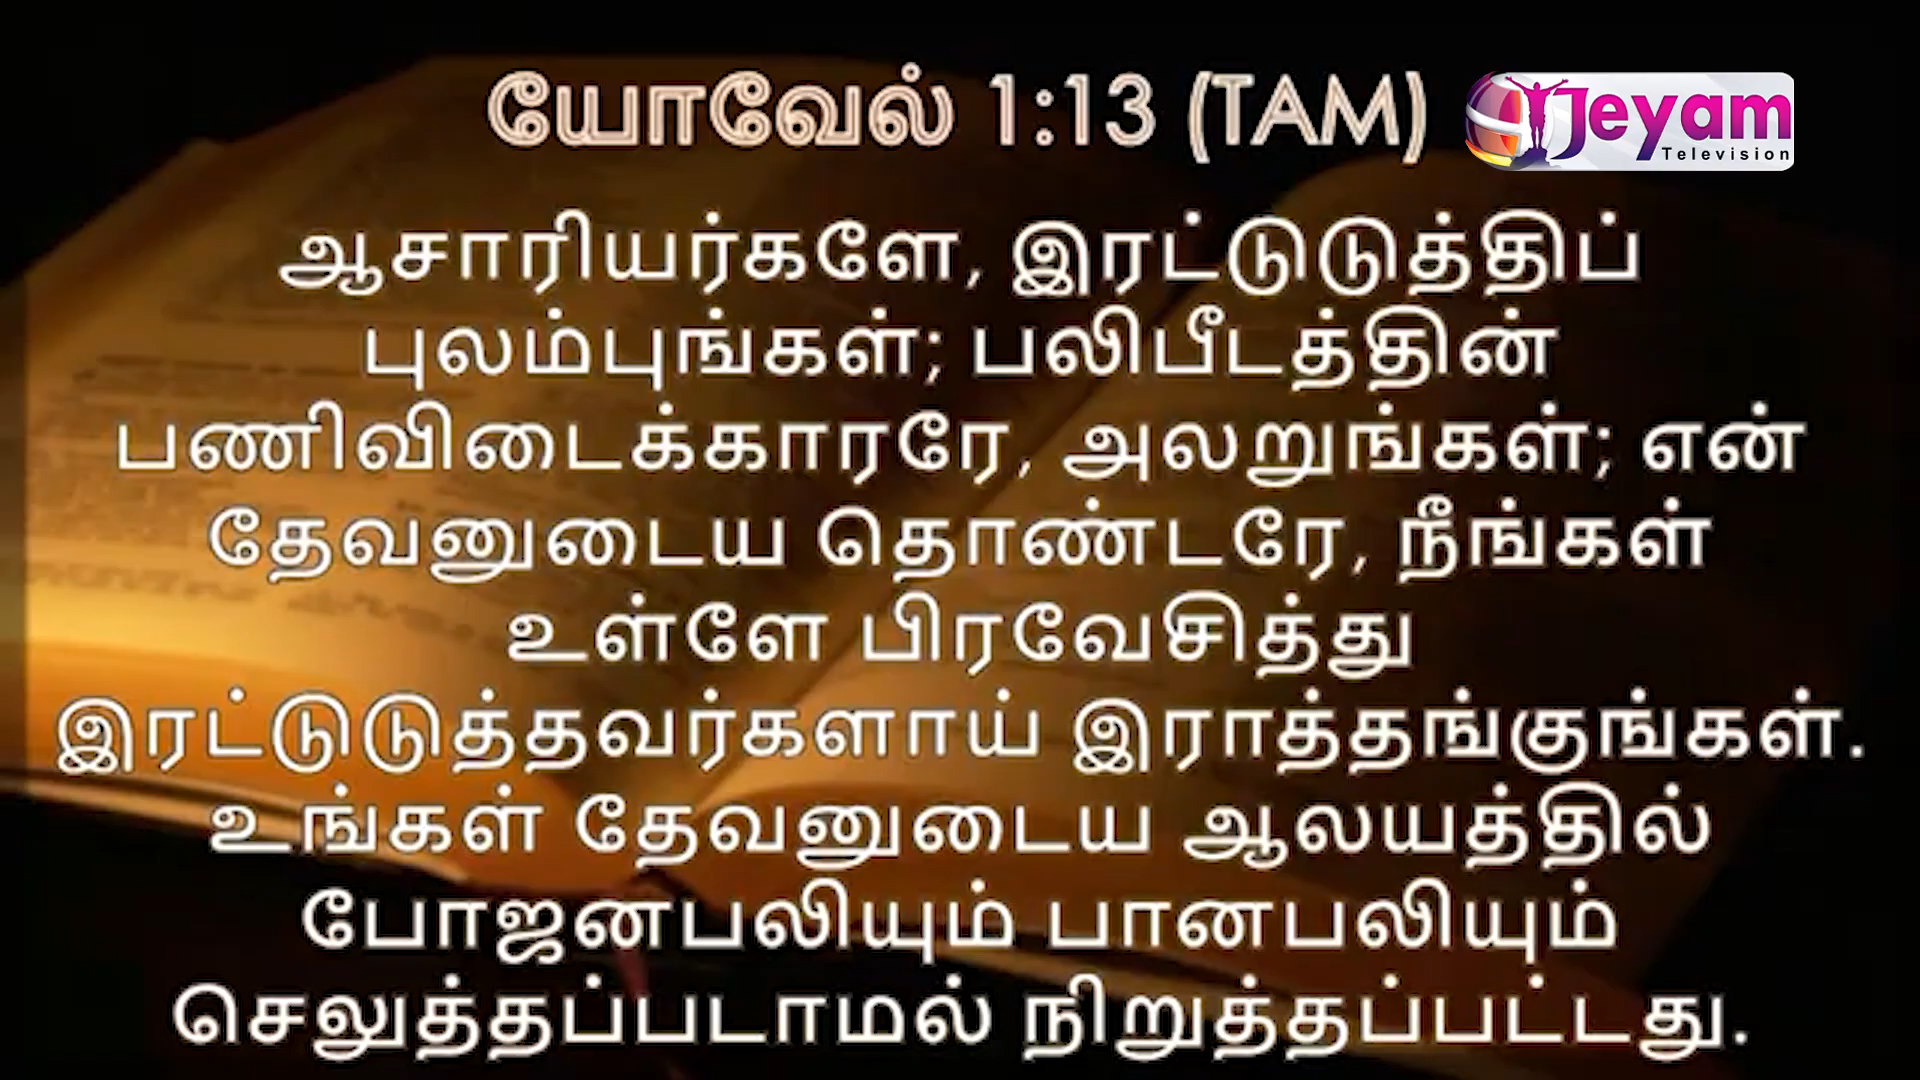 யோவேல் 1:13 (TAM)
Jeyam
Television
ஆசாரியர்களே, இரட்டுடுத்திப்
புலம்புங்கள்; பலிபீடத்தின்
பணிவிடைக்காரரே, அலறுங்கள்; என்
தேவனுடைய தொண்டரே, நீங்கள்
உள்ளே பிரவேசித்து
இரட்டுடுத்தவர்களாய் இராத்தங்குங்கள்.
உங்கள் தேவனுடைய ஆலயத்தில்
போஜனபலியும் பானபலியும்
செலுத்தப்படாமல் நிறுத்தப்பட்டது.